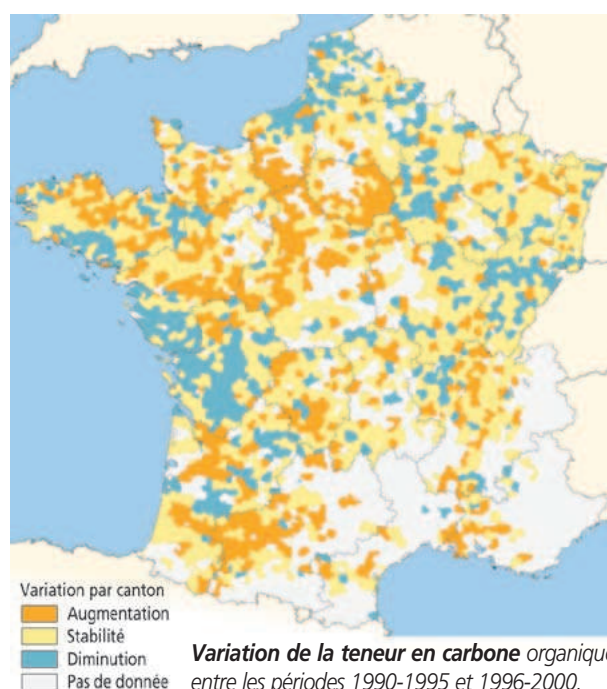 Variation par canton
Augmentation
Stabilité
Diminution
Pas de donnée
Variation de la teneur en carbone organique
entre les périodes 1990-1995 et 1996-2000.